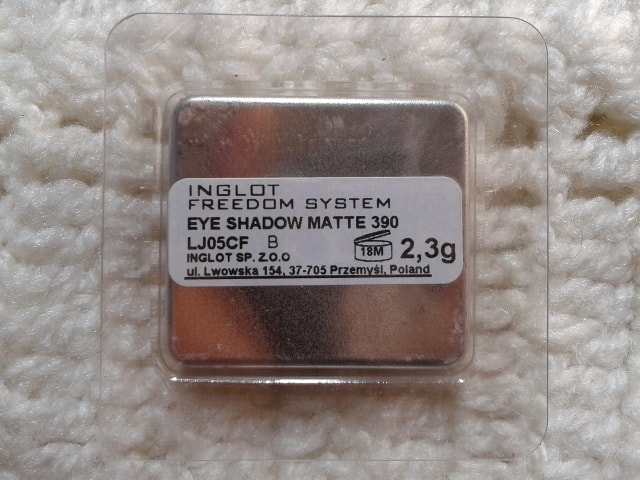 INGLOT
FREEDOM SYSTEM
EYE SHADOW MATTE 390
LJ05CF B
18M 2,3g
INGLOT SP. Z.O.O
ul. Lwowska 154, 37-705 Przemyśl, Poland